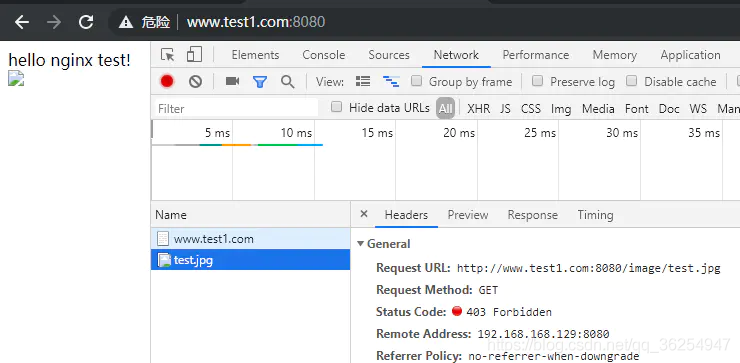 危险 www.test1.com:8080
hello nginx test!
Elements Console Sources Network Performance Memory Application
View: Group by frame Preserve log Disable cache
Filter Hide data URLs All XHR JS CSS Img Media Font Doc WS Man
5 ms 10 ms 15 ms 20 ms 25 ms 30 ms 35 ms
Name
www.test1.com
test.jpg
× Headers Preview Response Timing
General
Request URL: http://www.test1.com:8080/image/test.jpg
Request Method: GET
Status Code: 403 Forbidden
Remote Address: 192.168.168.129:8080
Referrer Policy: no-referrer-when-downgrade
https://blog.csdn.net/qq_36254947